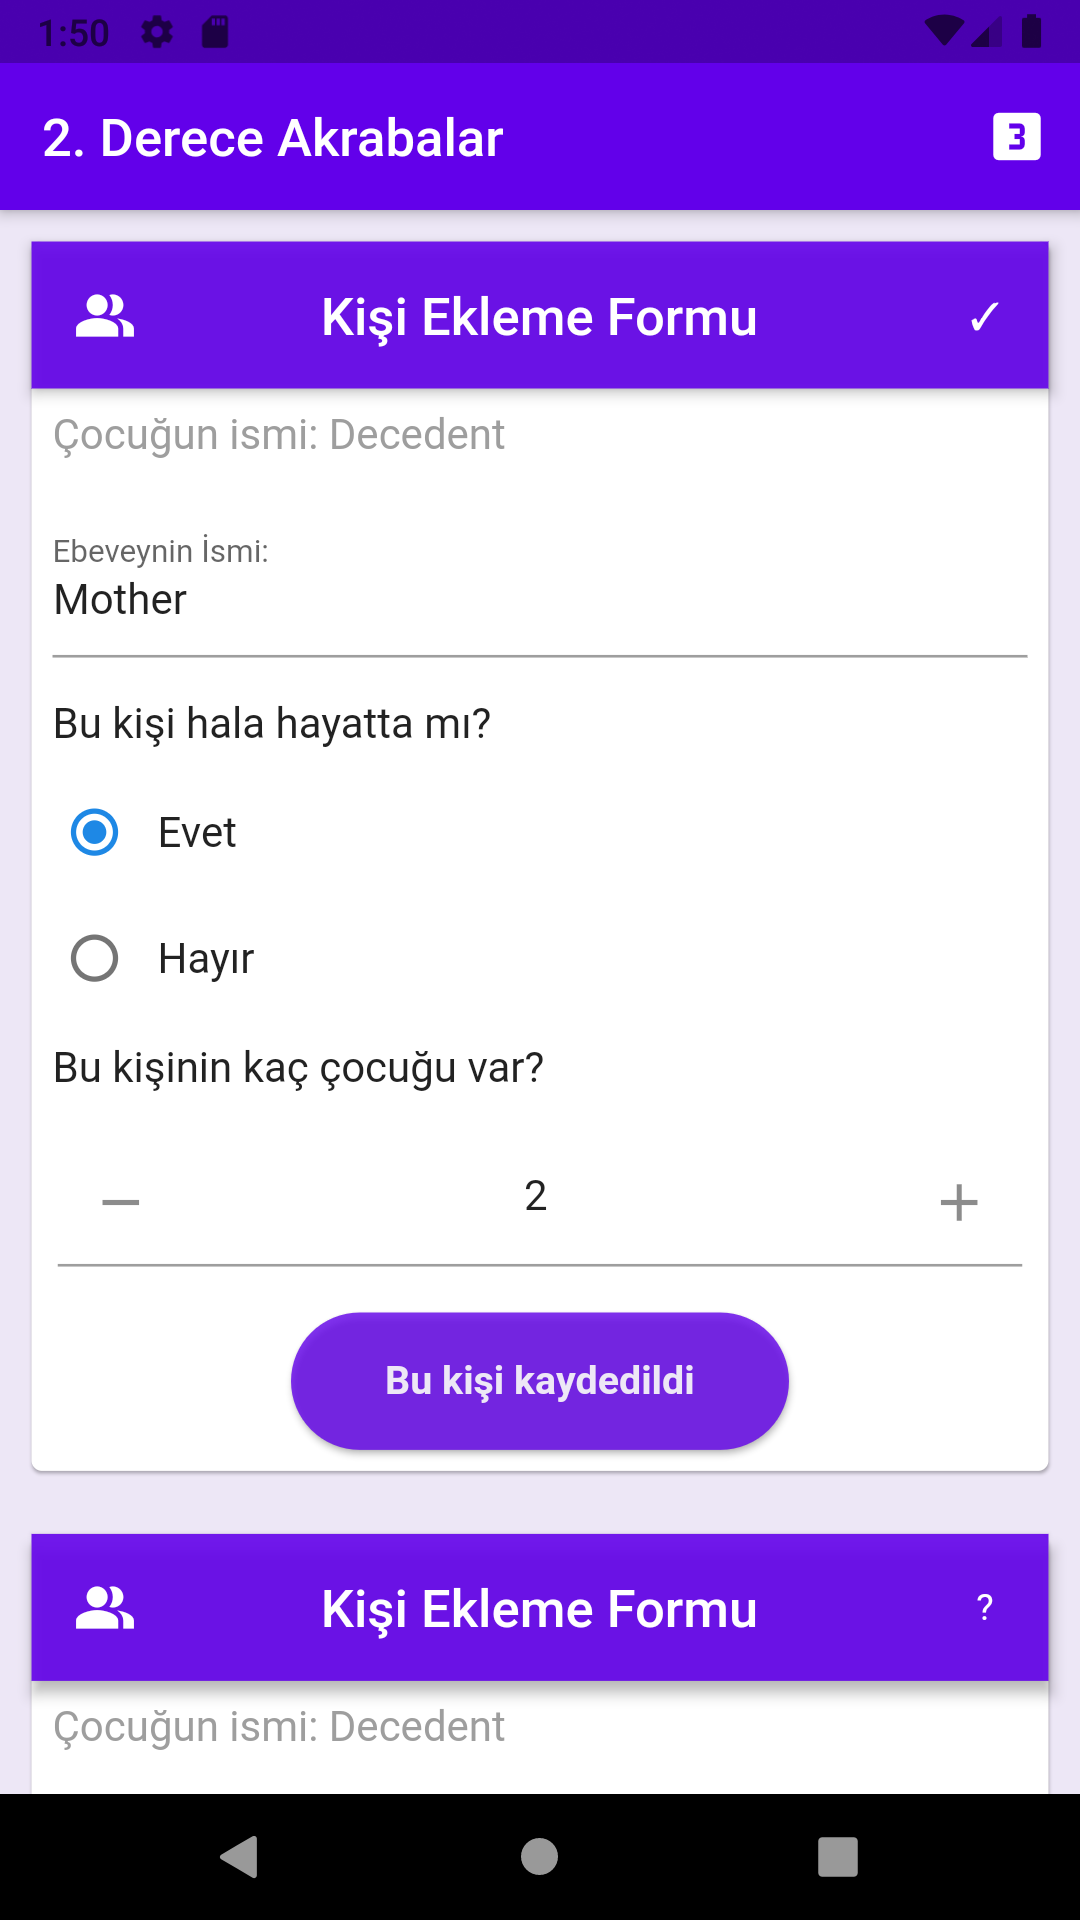 1:50
2. Derece Akrabalar
3
Kişi Ekleme Formu ✓
Çocuğun ismi: Decedent
Ebeveynin İsmi:
Mother
Bu kişi hala hayatta mı?
Evet
Hayır
Bu kişinin kaç çocuğu var?
2
Bu kişi kaydedildi
Kişi Ekleme Formu ?
Çocuğun ismi: Decedent